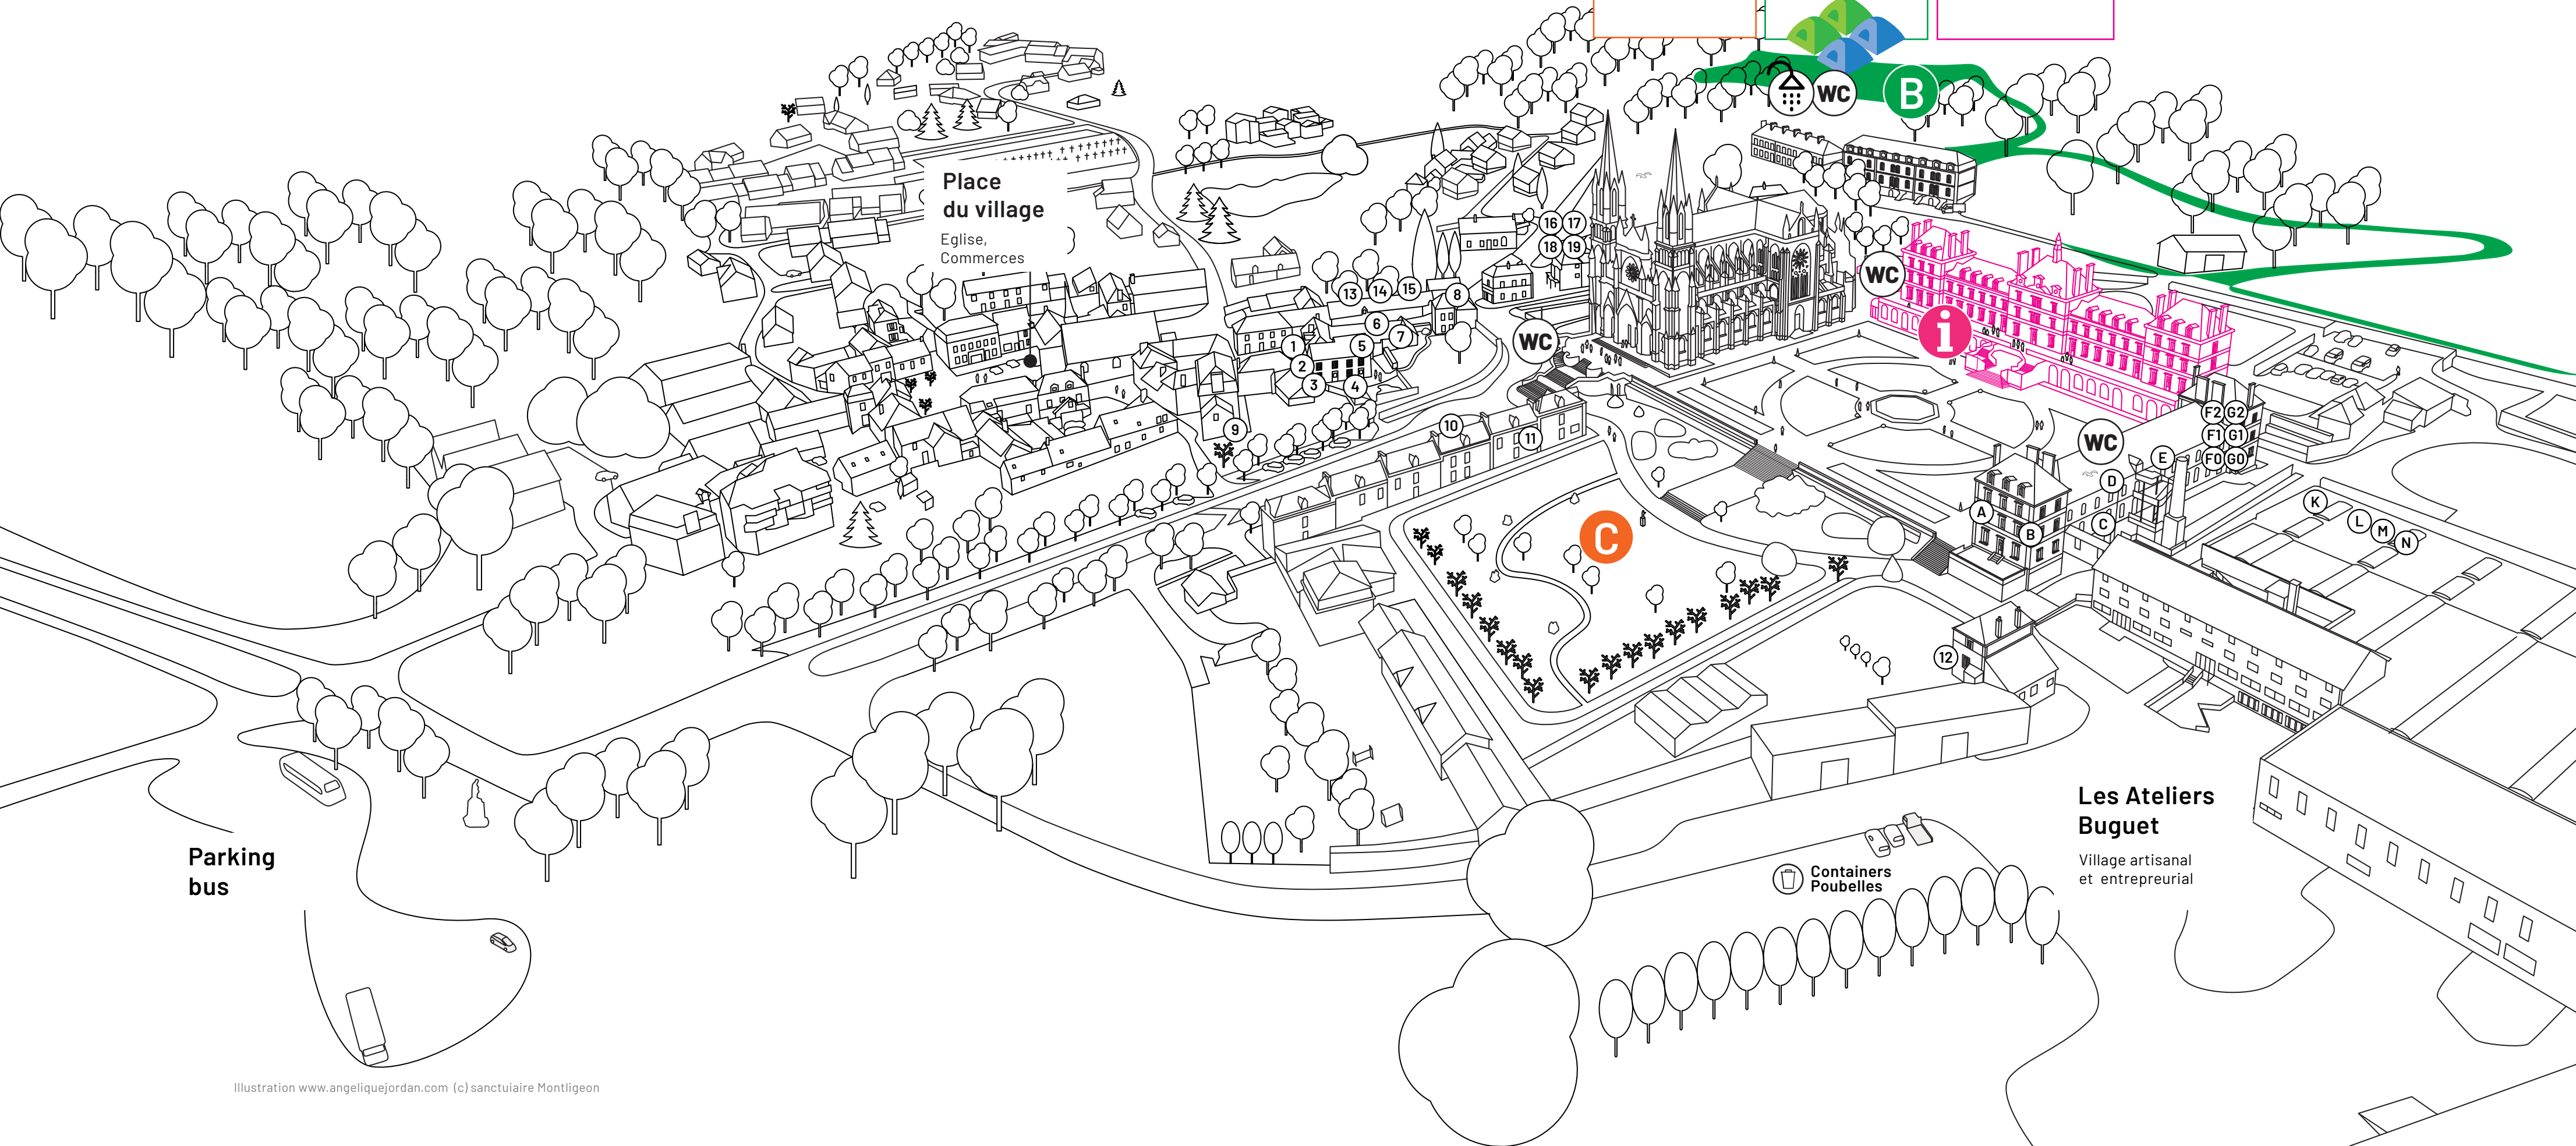 WC
B
Place
du village
Eglise,
Commerces
16 17
18 19
WC
13 14 15 8
6
7
1
5
2
3
4
i
WC
9
10
11
F2 G2
F1 G1
F0 G0
WC
E
D
A
B
C
K
L
M
N
C
12
Les Ateliers
Buguet
Village artisanal
et entrepreurial
Parking
bus
Containers
Poubelles
Illustration www.angeliquejordan.com (c) sanctuiaire Montligeon